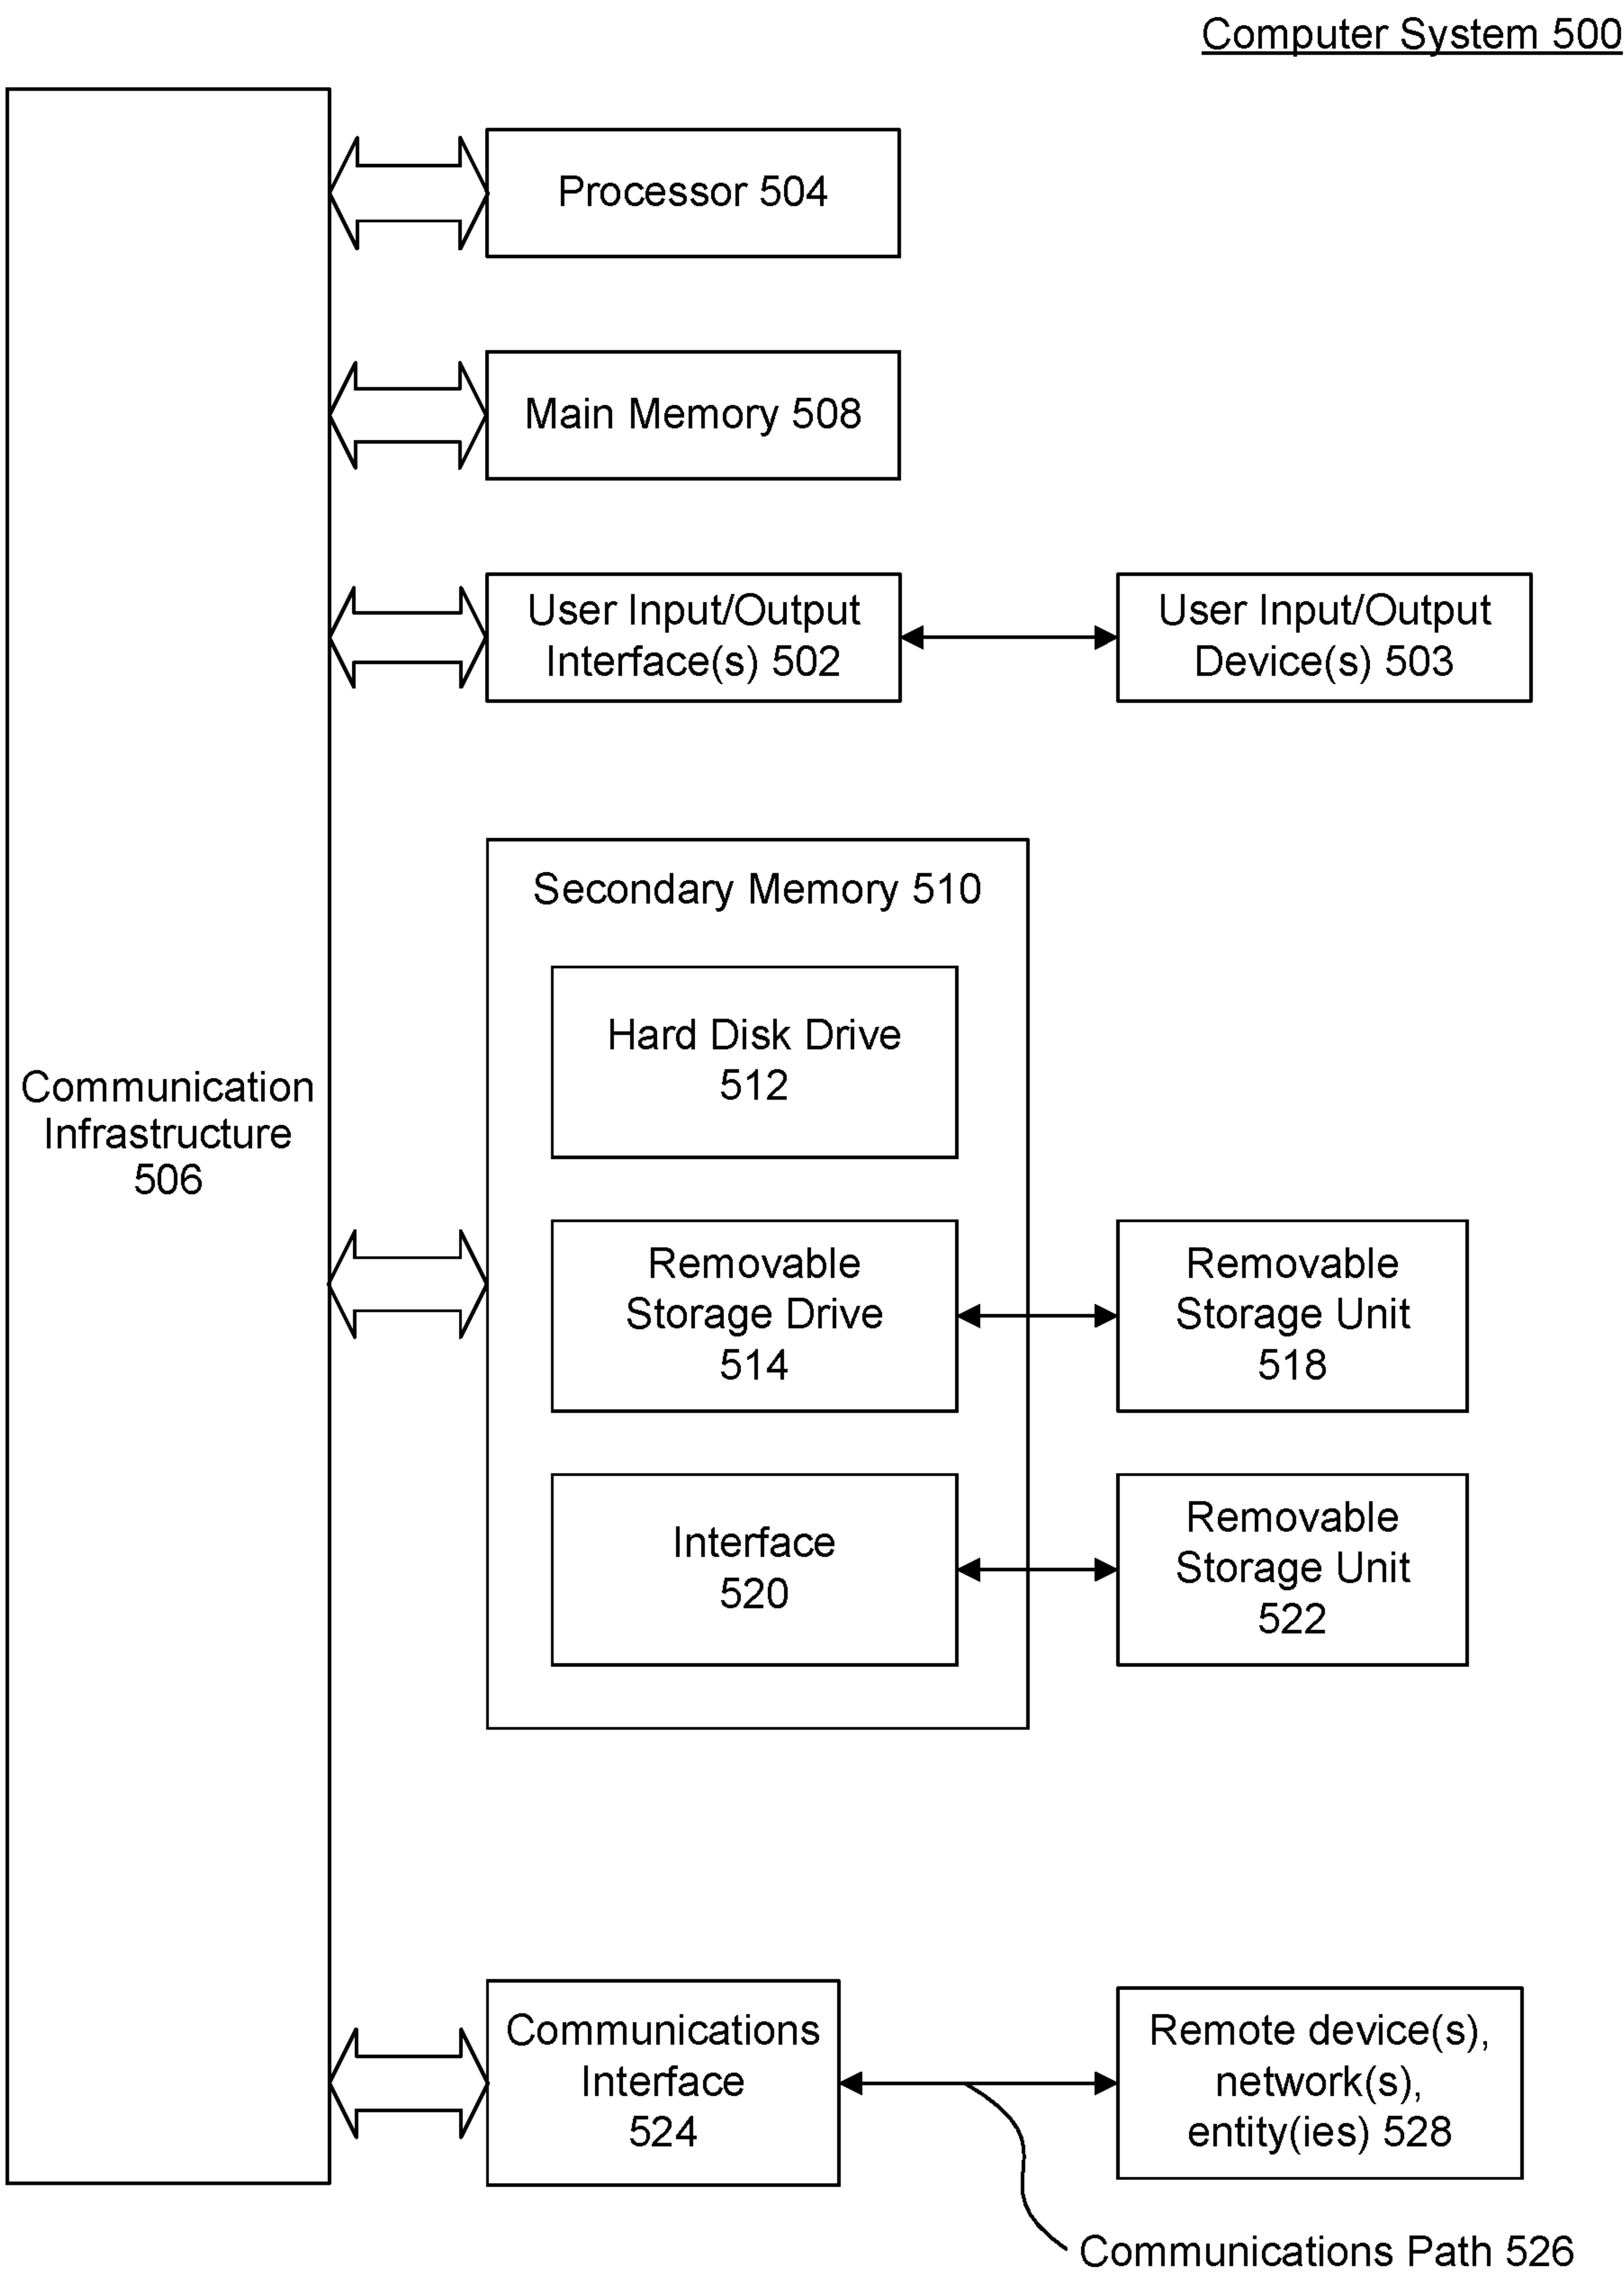 Computer System 500
Processor 504
Main Memory 508
User Input/Output
Interface(s) 502
User Input/Output
Device(s) 503
Secondary Memory 510
Hard Disk Drive
512
Communication
Infrastructure
506
Removable
Storage Drive
514
Removable
Storage Unit
518
Interface
520
Removable
Storage Unit
522
Communications
Interface
524
Remote device(s),
network(s),
entity(ies) 528
Communications Path 526